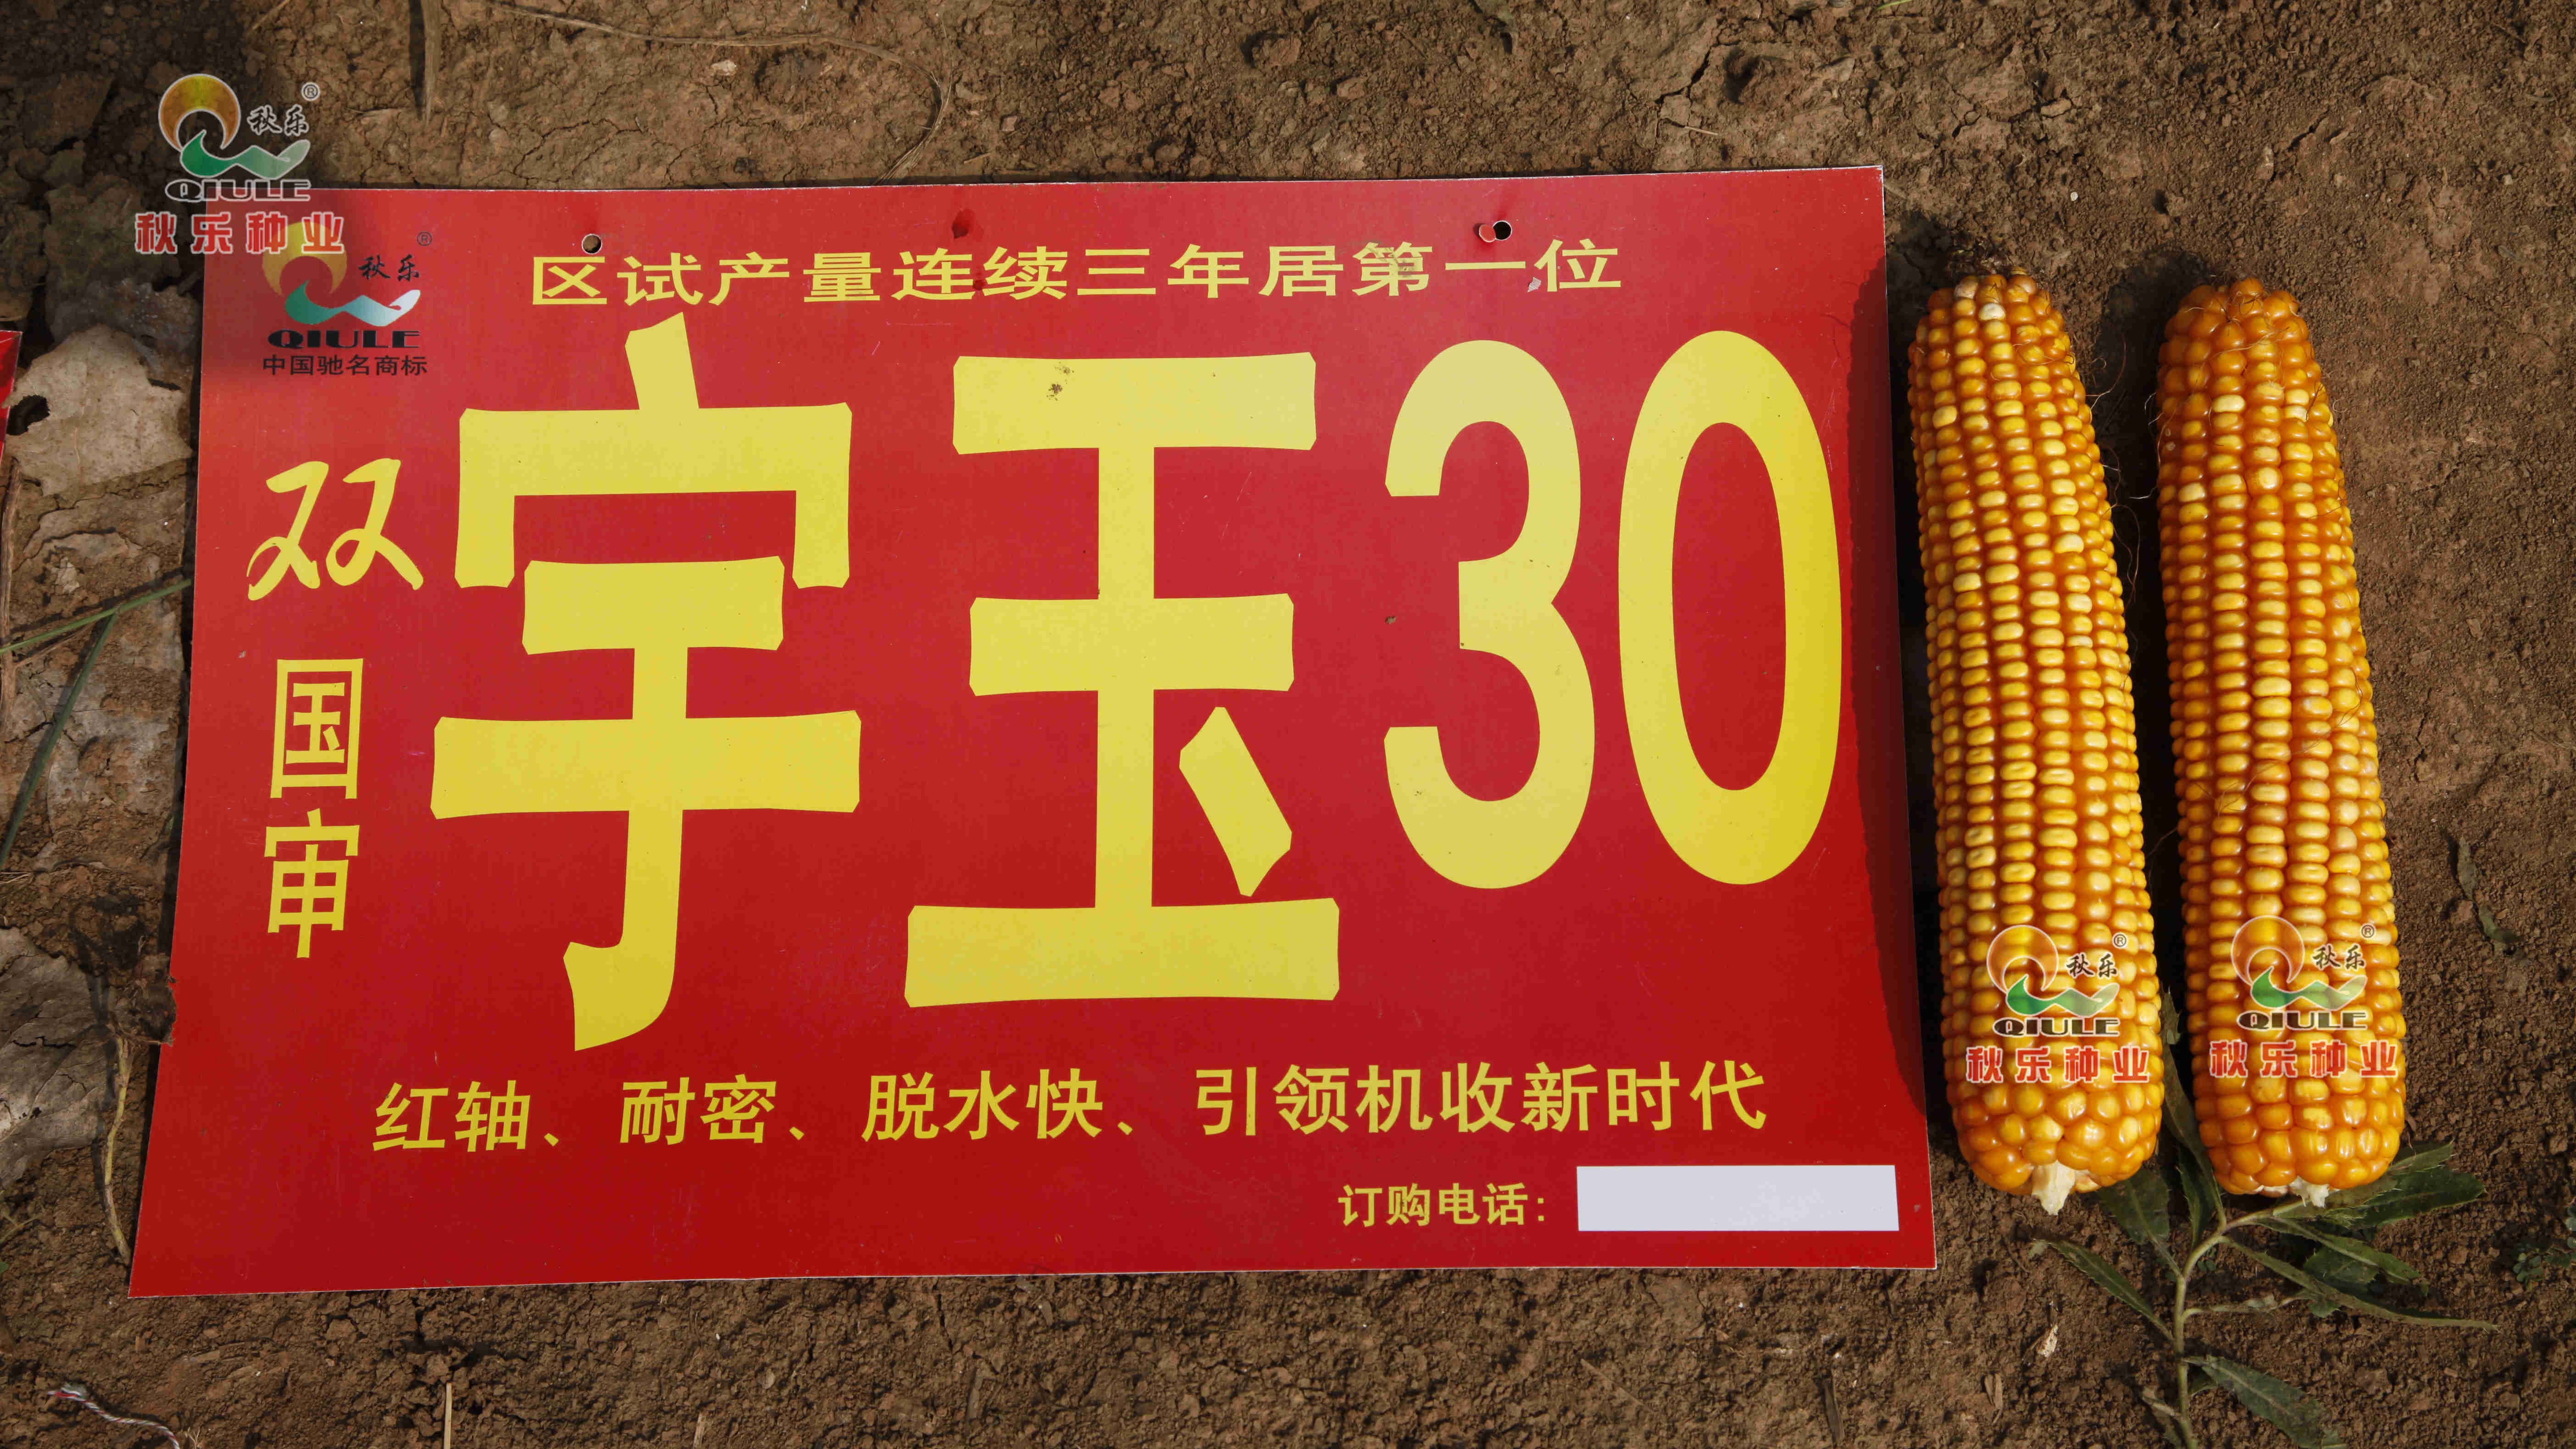 秋乐®
QIULE
秋乐种业
秋乐®
QIULE
中国驰名商标
区试产量连续三年居第一位
双国审
宇玉30
红轴、耐密、脱水快、引领机收新时代
订购电话:
秋乐®
QIULE
秋乐种业
秋乐®
QIULE
秋乐种业